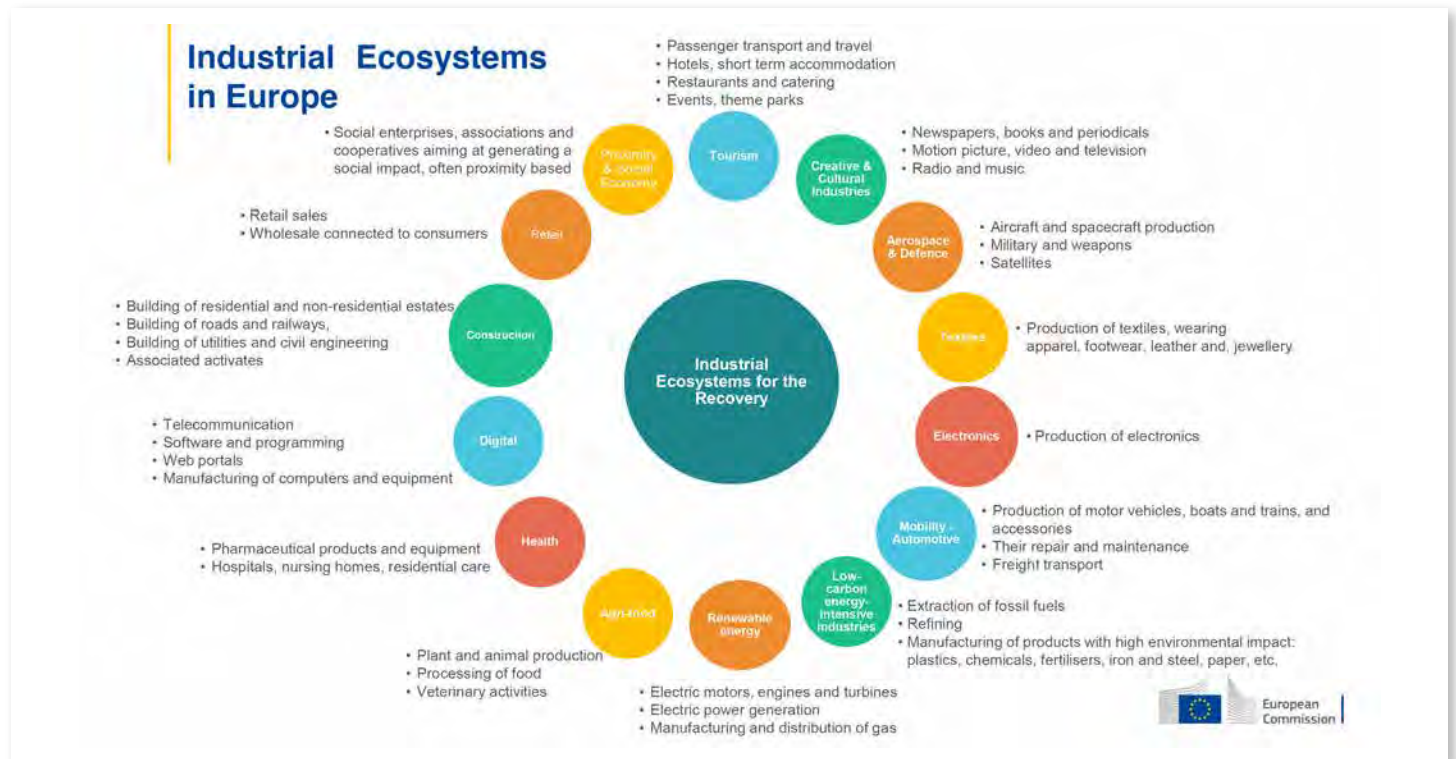 Industrial Ecosystems
in Europe
• Passenger transport and travel
• Hotels, short term accommodation
• Restaurants and catering
• Events, theme parks
Tourism
• Newspapers, books and periodicals
• Motion picture, video and television
• Radio and music
Creative &
Cultural
Industries
• Aircraft and spacecraft production
• Military and weapons
• Satellites
Aerospace
& Defence
• Production of textiles, wearing
apparel, footwear, leather and, jewellery
Textiles
Electronics
• Production of electronics
Mobility -
Automotive
• Production of motor vehicles, boats and trains, and
accessories
• Their repair and maintenance
• Freight transport
Low-
carbon
energy-
intensive
industries
• Extraction of fossil fuels
• Refining
• Manufacturing of products with high environmental impact:
plastics, chemicals, fertilisers, iron and steel, paper, etc.
Renewable
energy
• Electric motors, engines and turbines
• Electric power generation
• Manufacturing and distribution of gas
Agri-food
• Plant and animal production
• Processing of food
• Veterinary activities
Health
• Pharmaceutical products and equipment
• Hospitals, nursing homes, residential care
Digital
• Telecommunication
• Software and programming
• Web portals
• Manufacturing of computers and equipment
Construction
• Building of residential and non-residential estates
• Building of roads and railways,
• Building of utilities and civil engineering
• Associated activates
Retail
• Retail sales
• Wholesale connected to consumers
Proximity
& Social
Economy
• Social enterprises, associations and
cooperatives aiming at generating a
social impact, often proximity based
Industrial
Ecosystems for the
Recovery
European
Commission